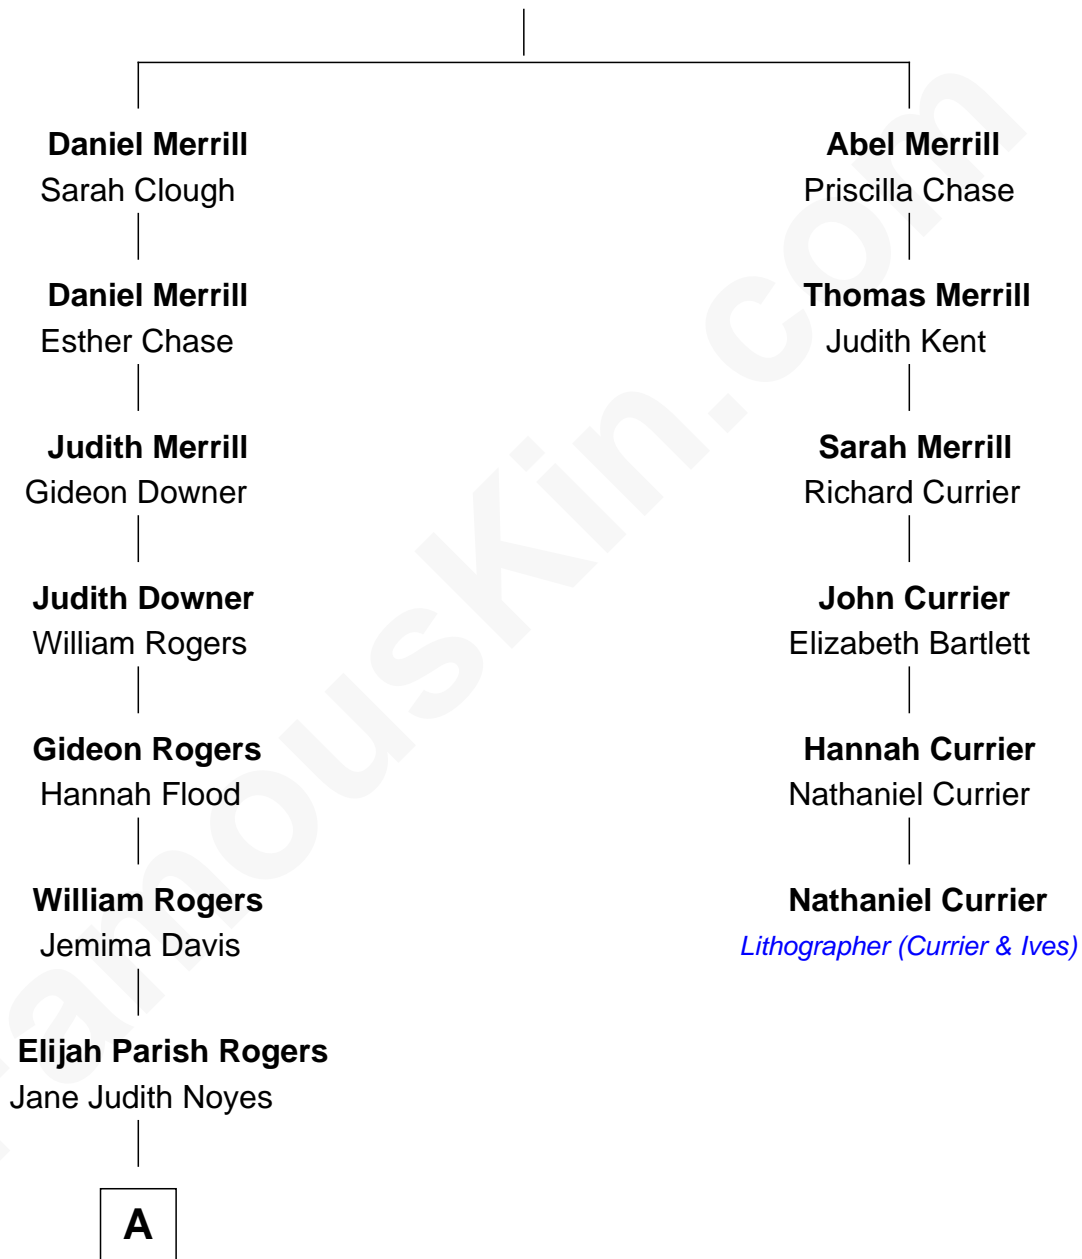 Daniel Merrill
Sarah Clough
Daniel Merrill
Esther Chase
Judith Merrill
Gideon Downer
Judith Downer
William Rogers
Gideon Rogers
Hannah Flood
William Rogers
Jemima Davis
Elijah Parish Rogers
Jane Judith Noyes
A
Abel Merrill
Priscilla Chase
Thomas Merrill
Judith Kent
Sarah Merrill
Richard Currier
John Currier
Elizabeth Bartlett
Hannah Currier
Nathaniel Currier
Nathaniel Currier
Lithographer (Currier & Ives)
FamousKin.com